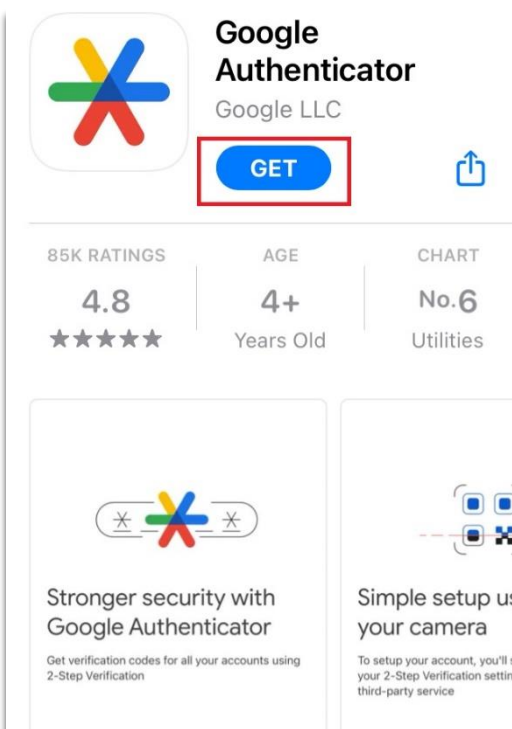 Google
Authenticator
Google LLC
GET
85K RATINGS
AGE
CHART
4.8
4+
No.6
Years Old
Utilities
Stronger security with
Google Authenticator
Get verification codes for all your accounts using
2-Step Verification
Simple setup us
your camera
To setup your account, you'll s
your 2-Step Verification settin
third-party service